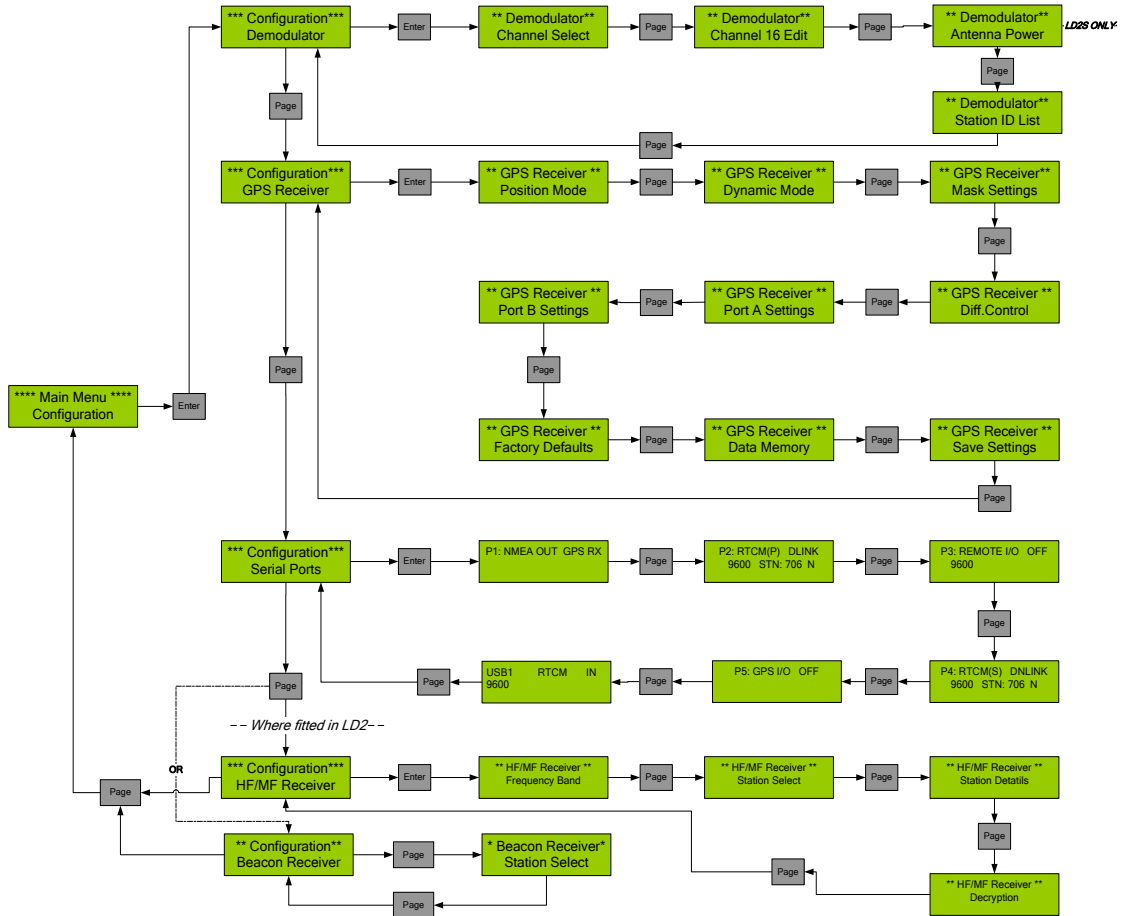 *** Configuration***
Demodulator
Enter
** Demodulator**
Channel Select
Page
** Demodulator**
Channel 16 Edit
Page
** Demodulator**
Antenna Power
-LD2S ONLY-
Page
** Demodulator**
Station ID List
Page
Page
*** Configuration***
GPS Receiver
Enter
** GPS Receiver **
Position Mode
Page
** GPS Receiver **
Dynamic Mode
Page
** GPS Receiver**
Mask Settings
Page
** GPS Receiver **
Diff.Control
Page
** GPS Receiver **
Port A Settings
Page
** GPS Receiver **
Port B Settings
Page
** GPS Receiver **
Factory Defaults
Page
** GPS Receiver **
Data Memory
Page
** GPS Receiver **
Save Settings
Page
Page
**** Main Menu ****
Configuration
Enter
*** Configuration***
Serial Ports
Enter
P1: NMEA OUT GPS RX
Page
P2: RTCM(P) DLINK
9600 STN: 706 N
Page
P3: REMOTE I/O OFF
9600
Page
P4: RTCM(S) DNLINK
9600 STN: 706 N
Page
P5: GPS I/O OFF
Page
USB1 RTCM IN
9600
Page
Page
-- Where fitted in LD2--
OR
*** Configuration***
HF/MF Receiver
Enter
** HF/MF Receiver **
Frequency Band
Page
** HF/MF Receiver **
Station Select
Page
** HF/MF Receiver **
Station Detatils
Page
** HF/MF Receiver **
Decryption
Page
Page
** Configuration**
Beacon Receiver
Page
* Beacon Receiver*
Station Select
Page